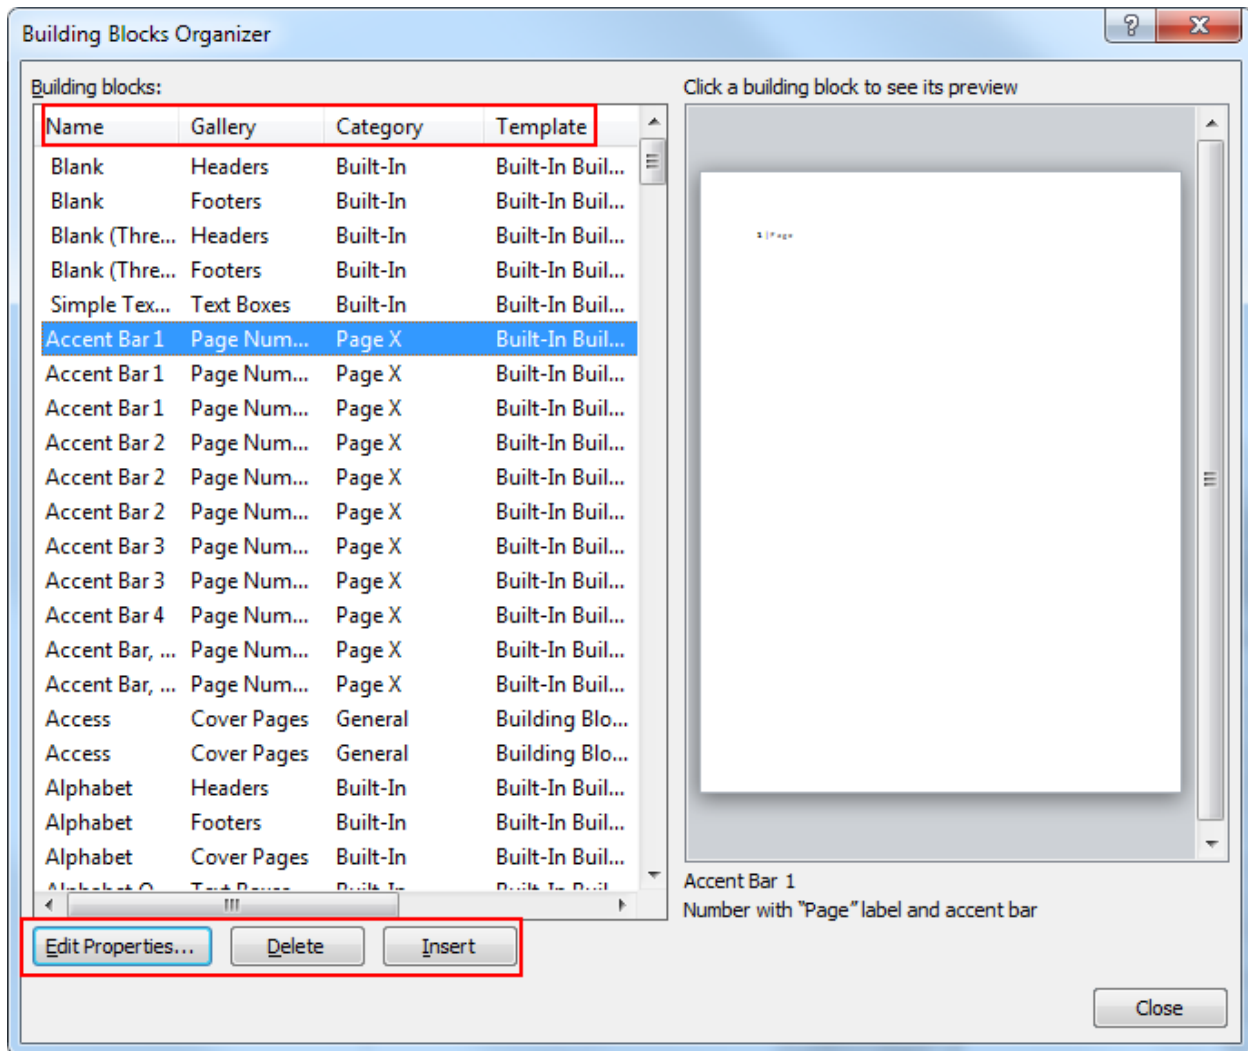 Building Blocks Organizer
Building blocks:
Click a building block to see its preview
Name Gallery Category Template
Blank Headers Built-In Built-In Buil...
Blank Footers Built-In Built-In Buil...
Blank (Thre... Headers Built-In Built-In Buil...
Blank (Thre... Footers Built-In Built-In Buil...
Simple Tex... Text Boxes Built-In Built-In Buil...
Accent Bar 1 Page Num... Page X Built-In Buil...
Accent Bar 1 Page Num... Page X Built-In Buil...
Accent Bar 1 Page Num... Page X Built-In Buil...
Accent Bar 2 Page Num... Page X Built-In Buil...
Accent Bar 2 Page Num... Page X Built-In Buil...
Accent Bar 2 Page Num... Page X Built-In Buil...
Accent Bar 3 Page Num... Page X Built-In Buil...
Accent Bar 3 Page Num... Page X Built-In Buil...
Accent Bar 4 Page Num... Page X Built-In Buil...
Accent Bar, ... Page Num... Page X Built-In Buil...
Accent Bar, ... Page Num... Page X Built-In Buil...
Access Cover Pages General Building Blo...
Access Cover Pages General Building Blo...
Alphabet Headers Built-In Built-In Buil...
Alphabet Footers Built-In Built-In Buil...
Alphabet Cover Pages Built-In Built-In Buil...
1 | Page
Accent Bar 1
Number with "Page" label and accent bar
Edit Properties... Delete Insert
Close